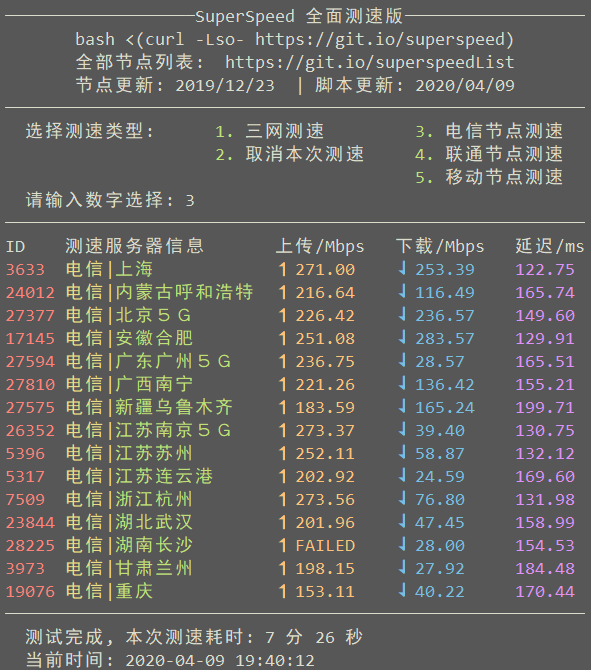 SuperSpeed 全面测速版
bash <(curl -Lso- https://git.io/superspeed)
全部节点列表: https://git.io/superspeedList
节点更新: 2019/12/23 | 脚本更新: 2020/04/09
选择测速类型: 1. 三网测速 3. 电信节点测速
2. 取消本次测速 4. 联通节点测速
5. 移动节点测速
请输入数字选择: 3
ID 测速服务器信息 上传/Mbps 下载/Mbps 延迟/ms
3633 电信|上海 ↿271.00 ⇃253.39 122.75
24012 电信|内蒙古呼和浩特 ↿216.64 ⇃116.49 165.74
27377 电信|北京５Ｇ ↿226.42 ⇃236.57 149.60
17145 电信|安徽合肥 ↿251.08 ⇃283.57 129.91
27594 电信|广东广州５Ｇ ↿236.75 ⇃28.57 165.51
27810 电信|广西南宁 ↿221.26 ⇃136.42 155.21
27575 电信|新疆乌鲁木齐 ↿183.59 ⇃165.24 199.71
26352 电信|江苏南京５Ｇ ↿273.37 ⇃39.40 130.75
5396 电信|江苏苏州 ↿252.11 ⇃58.87 132.12
5317 电信|江苏连云港 ↿202.92 ⇃24.59 169.60
7509 电信|浙江杭州 ↿273.56 ⇃76.80 131.98
23844 电信|湖北武汉 ↿201.96 ⇃47.45 158.99
28225 电信|湖南长沙 ↿FAILED ⇃28.00 154.53
3973 电信|甘肃兰州 ↿198.15 ⇃27.92 184.48
19076 电信|重庆 ↿153.11 ⇃40.22 170.44
测试完成, 本次测速耗时: 7 分 26 秒
当前时间: 2020-04-09 19:40:12